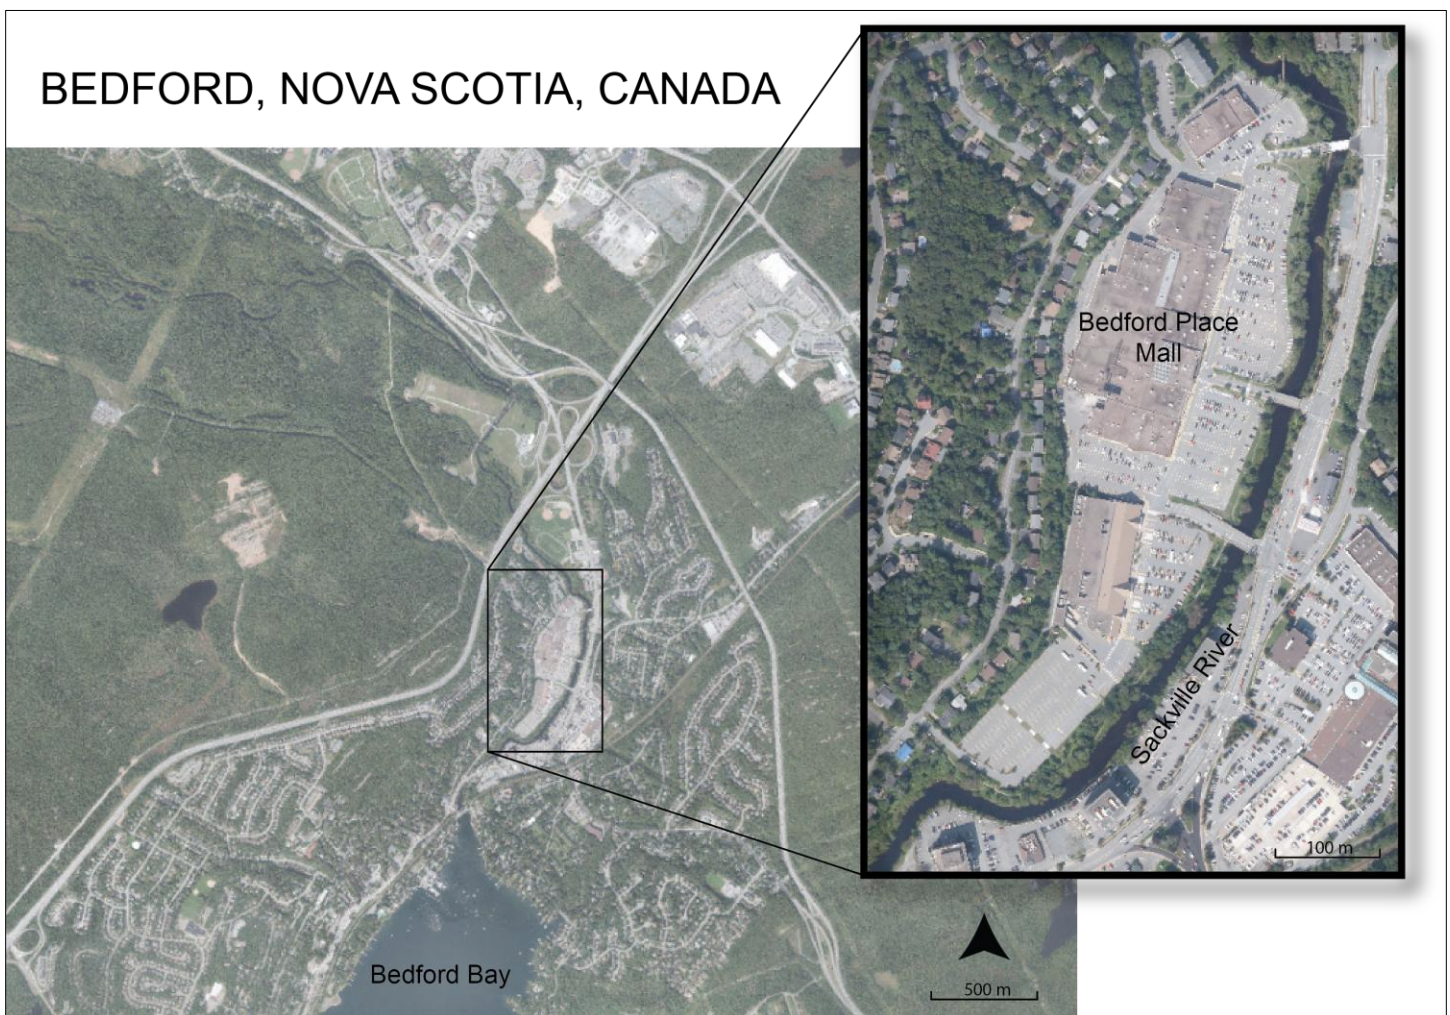 BEDFORD, NOVA SCOTIA, CANADA
Bedford Place
Mall
Sackville River
100 m
Bedford Bay
500 m